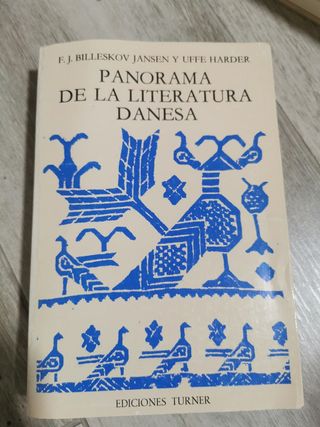 F. J. BILLESKOV JANSEN Y UFFE HARDER
PANORAMA
DE LA LITERATURA
DANESA
EDICIONES TURNER